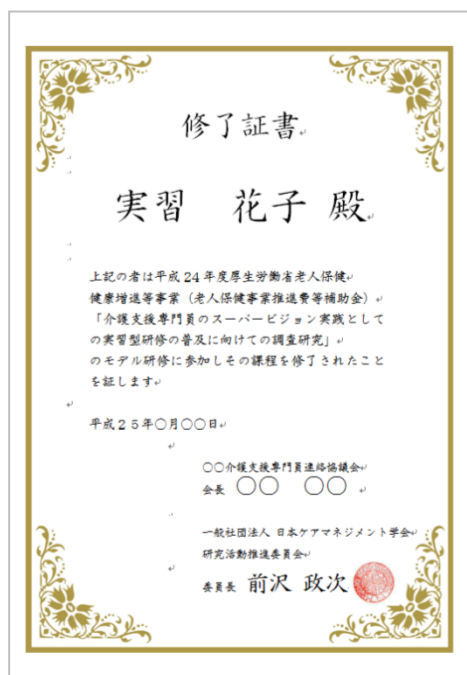 修了証書
実習　花子 殿
上記の者は平成24年度厚生労働省老人保健
健康増進等事業（老人保健事業推進費等補助金）
「介護支援専門員のスーパービジョン実践として
の実習型研修の普及に向けての調査研究」
のモデル研修に参加しその課程を修了されたこと
を証します
平成２５年〇月〇〇日
〇〇介護支援専門員連絡協議会
会長 〇〇　〇〇
一般社団法人 日本ケアマネジメント学会
研究活動推進委員会
委員長 前沢 政次